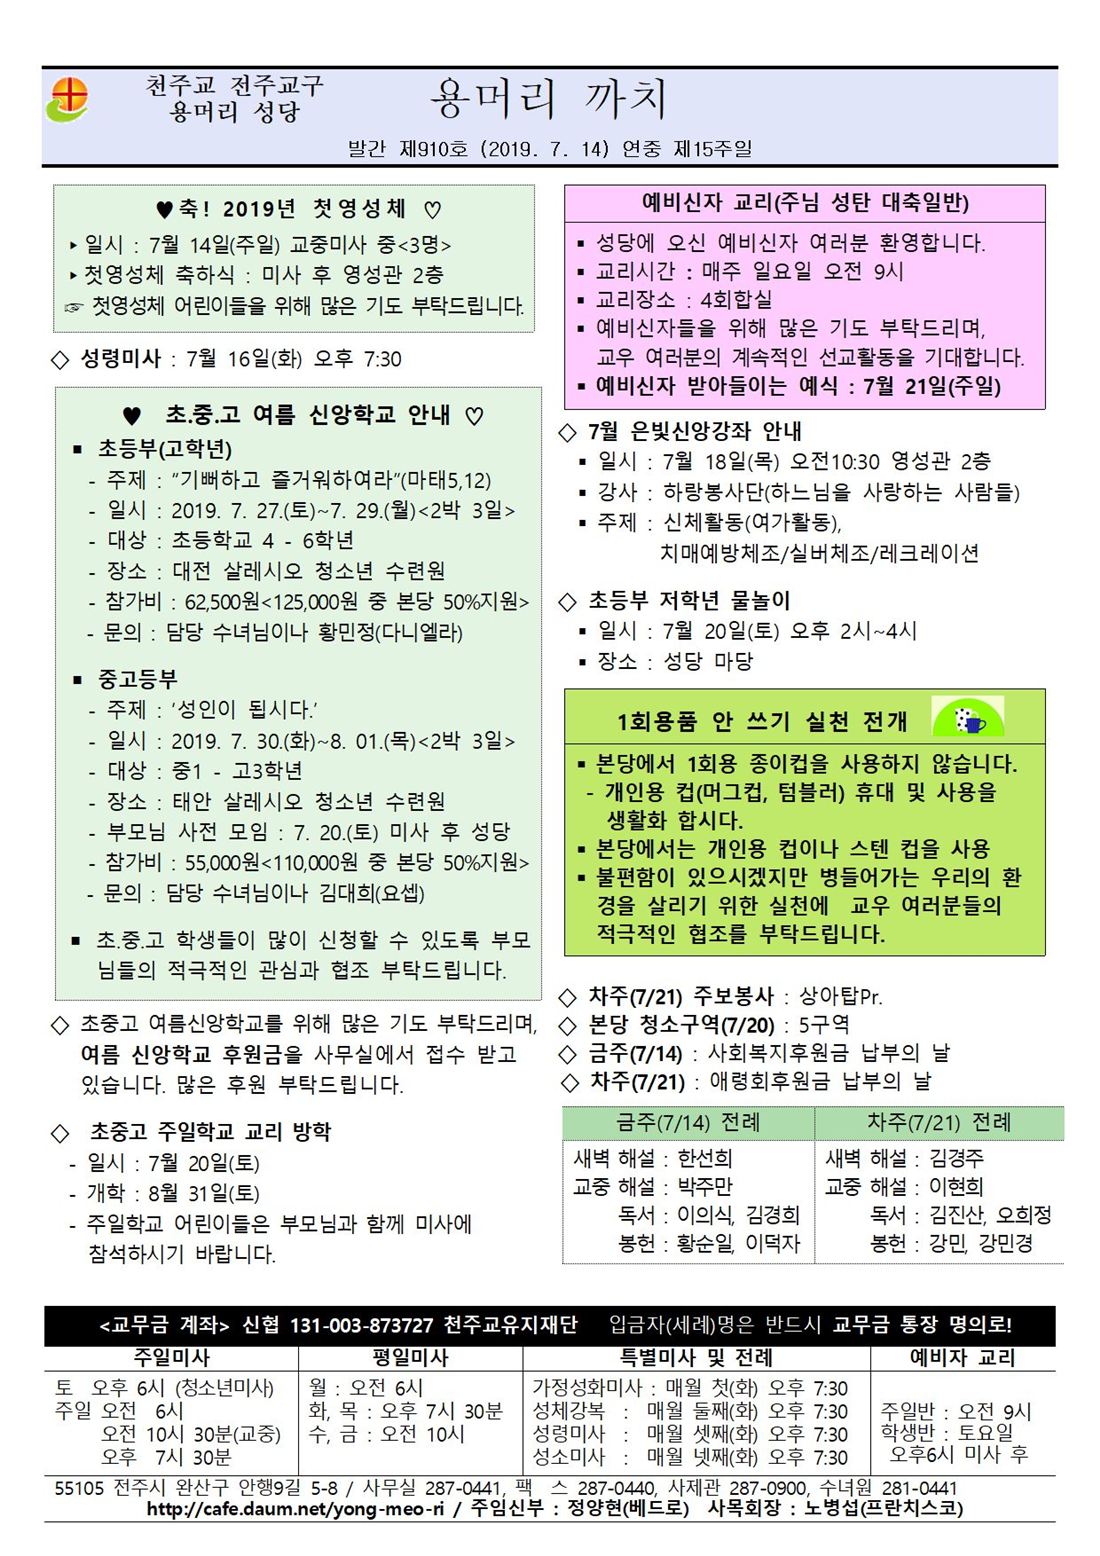 천주교 전주교구
용머리 성당
용머리 까치
발간 제910호 (2019. 7. 14) 연중 제15주일
♥축! 2019년 첫영성체 ♡
▸일시 : 7월 14일(주일) 교중미사 중<3명>
▸첫영성체 축하식 : 미사 후 영성관 2층
☞ 첫영성체 어린이들을 위해 많은 기도 부탁드립니다.
◇ 성령미사 : 7월 16일(화) 오후 7:30
♥ 초.중.고 여름 신앙학교 안내 ♡
▪ 초등부(고학년)
- 주제 : “기뻐하고 즐거워하여라”(마태5,12)
- 일시 : 2019. 7. 27.(토)~7. 29.(월)<2박 3일>
- 대상 : 초등학교 4 - 6학년
- 장소 : 대전 살레시오 청소년 수련원
- 참가비 : 62,500원<125,000원 중 본당 50%지원>
- 문의 : 담당 수녀님이나 황민정(다니엘라)
▪ 중고등부
- 주제 : ‘성인이 됩시다.’
- 일시 : 2019. 7. 30.(화)~8. 01.(목)<2박 3일>
- 대상 : 중1 - 고3학년
- 장소 : 태안 살레시오 청소년 수련원
- 부모님 사전 모임 : 7. 20.(토) 미사 후 성당
- 참가비 : 55,000원<110,000원 중 본당 50%지원>
- 문의 : 담당 수녀님이나 김대희(요셉)
▪ 초.중.고 학생들이 많이 신청할 수 있도록 부모
님들의 적극적인 관심과 협조 부탁드립니다.
◇ 초중고 여름신앙학교를 위해 많은 기도 부탁드리며,
여름 신앙학교 후원금을 사무실에서 접수 받고
있습니다. 많은 후원 부탁드립니다.
◇ 초중고 주일학교 교리 방학
- 일시 : 7월 20일(토)
- 개학 : 8월 31일(토)
- 주일학교 어린이들은 부모님과 함께 미사에
참석하시기 바랍니다.
예비신자 교리(주님 성탄 대축일반)
▪ 성당에 오신 예비신자 여러분 환영합니다.
▪ 교리시간 : 매주 일요일 오전 9시
▪ 교리장소 : 4회합실
▪ 예비신자들을 위해 많은 기도 부탁드리며,
교우 여러분의 계속적인 선교활동을 기대합니다.
▪ 예비신자 받아들이는 예식 : 7월 21일(주일)
◇ 7월 은빛신앙강좌 안내
▪ 일시 : 7월 18일(목) 오전10:30 영성관 2층
▪ 강사 : 하랑봉사단(하느님을 사랑하는 사람들)
▪ 주제 : 신체활동(여가활동),
치매예방체조/실버체조/레크레이션
◇ 초등부 저학년 물놀이
▪ 일시 : 7월 20일(토) 오후 2시~4시
▪ 장소 : 성당 마당
1회용품 안 쓰기 실천 전개
▪ 본당에서 1회용 종이컵을 사용하지 않습니다.
- 개인용 컵(머그컵, 텀블러) 휴대 및 사용을
생활화 합시다.
▪ 본당에서는 개인용 컵이나 스텐 컵을 사용
▪ 불편함이 있으시겠지만 병들어가는 우리의 환
경을 살리기 위한 실천에 교우 여러분들의
적극적인 협조를 부탁드립니다.
◇ 차주(7/21) 주보봉사 : 상아탑Pr.
◇ 본당 청소구역(7/20) : 5구역
◇ 금주(7/14) : 사회복지후원금 납부의 날
◇ 차주(7/21) : 애령회후원금 납부의 날
금주(7/14) 전례 차주(7/21) 전례
새벽 해설 : 한선희 새벽 해설 : 김경주
교중 해설 : 박주만 교중 해설 : 이현희
독서 : 이의식, 김경희 독서 : 김진산, 오희정
봉헌 : 황순일, 이덕자 봉헌 : 강민, 강민경
<교무금 계좌> 신협 131-003-873727 천주교유지재단 입금자(세례)명은 반드시 교무금 통장 명의로!
주일미사 평일미사 특별미사 및 전례 예비자 교리
토 오후 6시 (청소년미사) 월 : 오전 6시 가정성화미사 : 매월 첫(화) 오후 7:30
주일 오전 6시 화, 목 : 오후 7시 30분 성체강복 : 매월 둘째(화) 오후 7:30 주일반 : 오전 9시
오전 10시 30분(교중) 수, 금 : 오전 10시 성령미사 : 매월 셋째(화) 오후 7:30 학생반 : 토요일
오후 7시 30분 성소미사 : 매월 넷째(화) 오후 7:30 오후6시 미사 후
55105 전주시 완산구 안행9길 5-8 / 사무실 287-0441, 팩 스 287-0440, 사제관 287-0900, 수녀원 281-0441
http://cafe.daum.net/yong-meo-ri / 주임신부 : 정양현(베드로) 사목회장 : 노병섭(프란치스코)